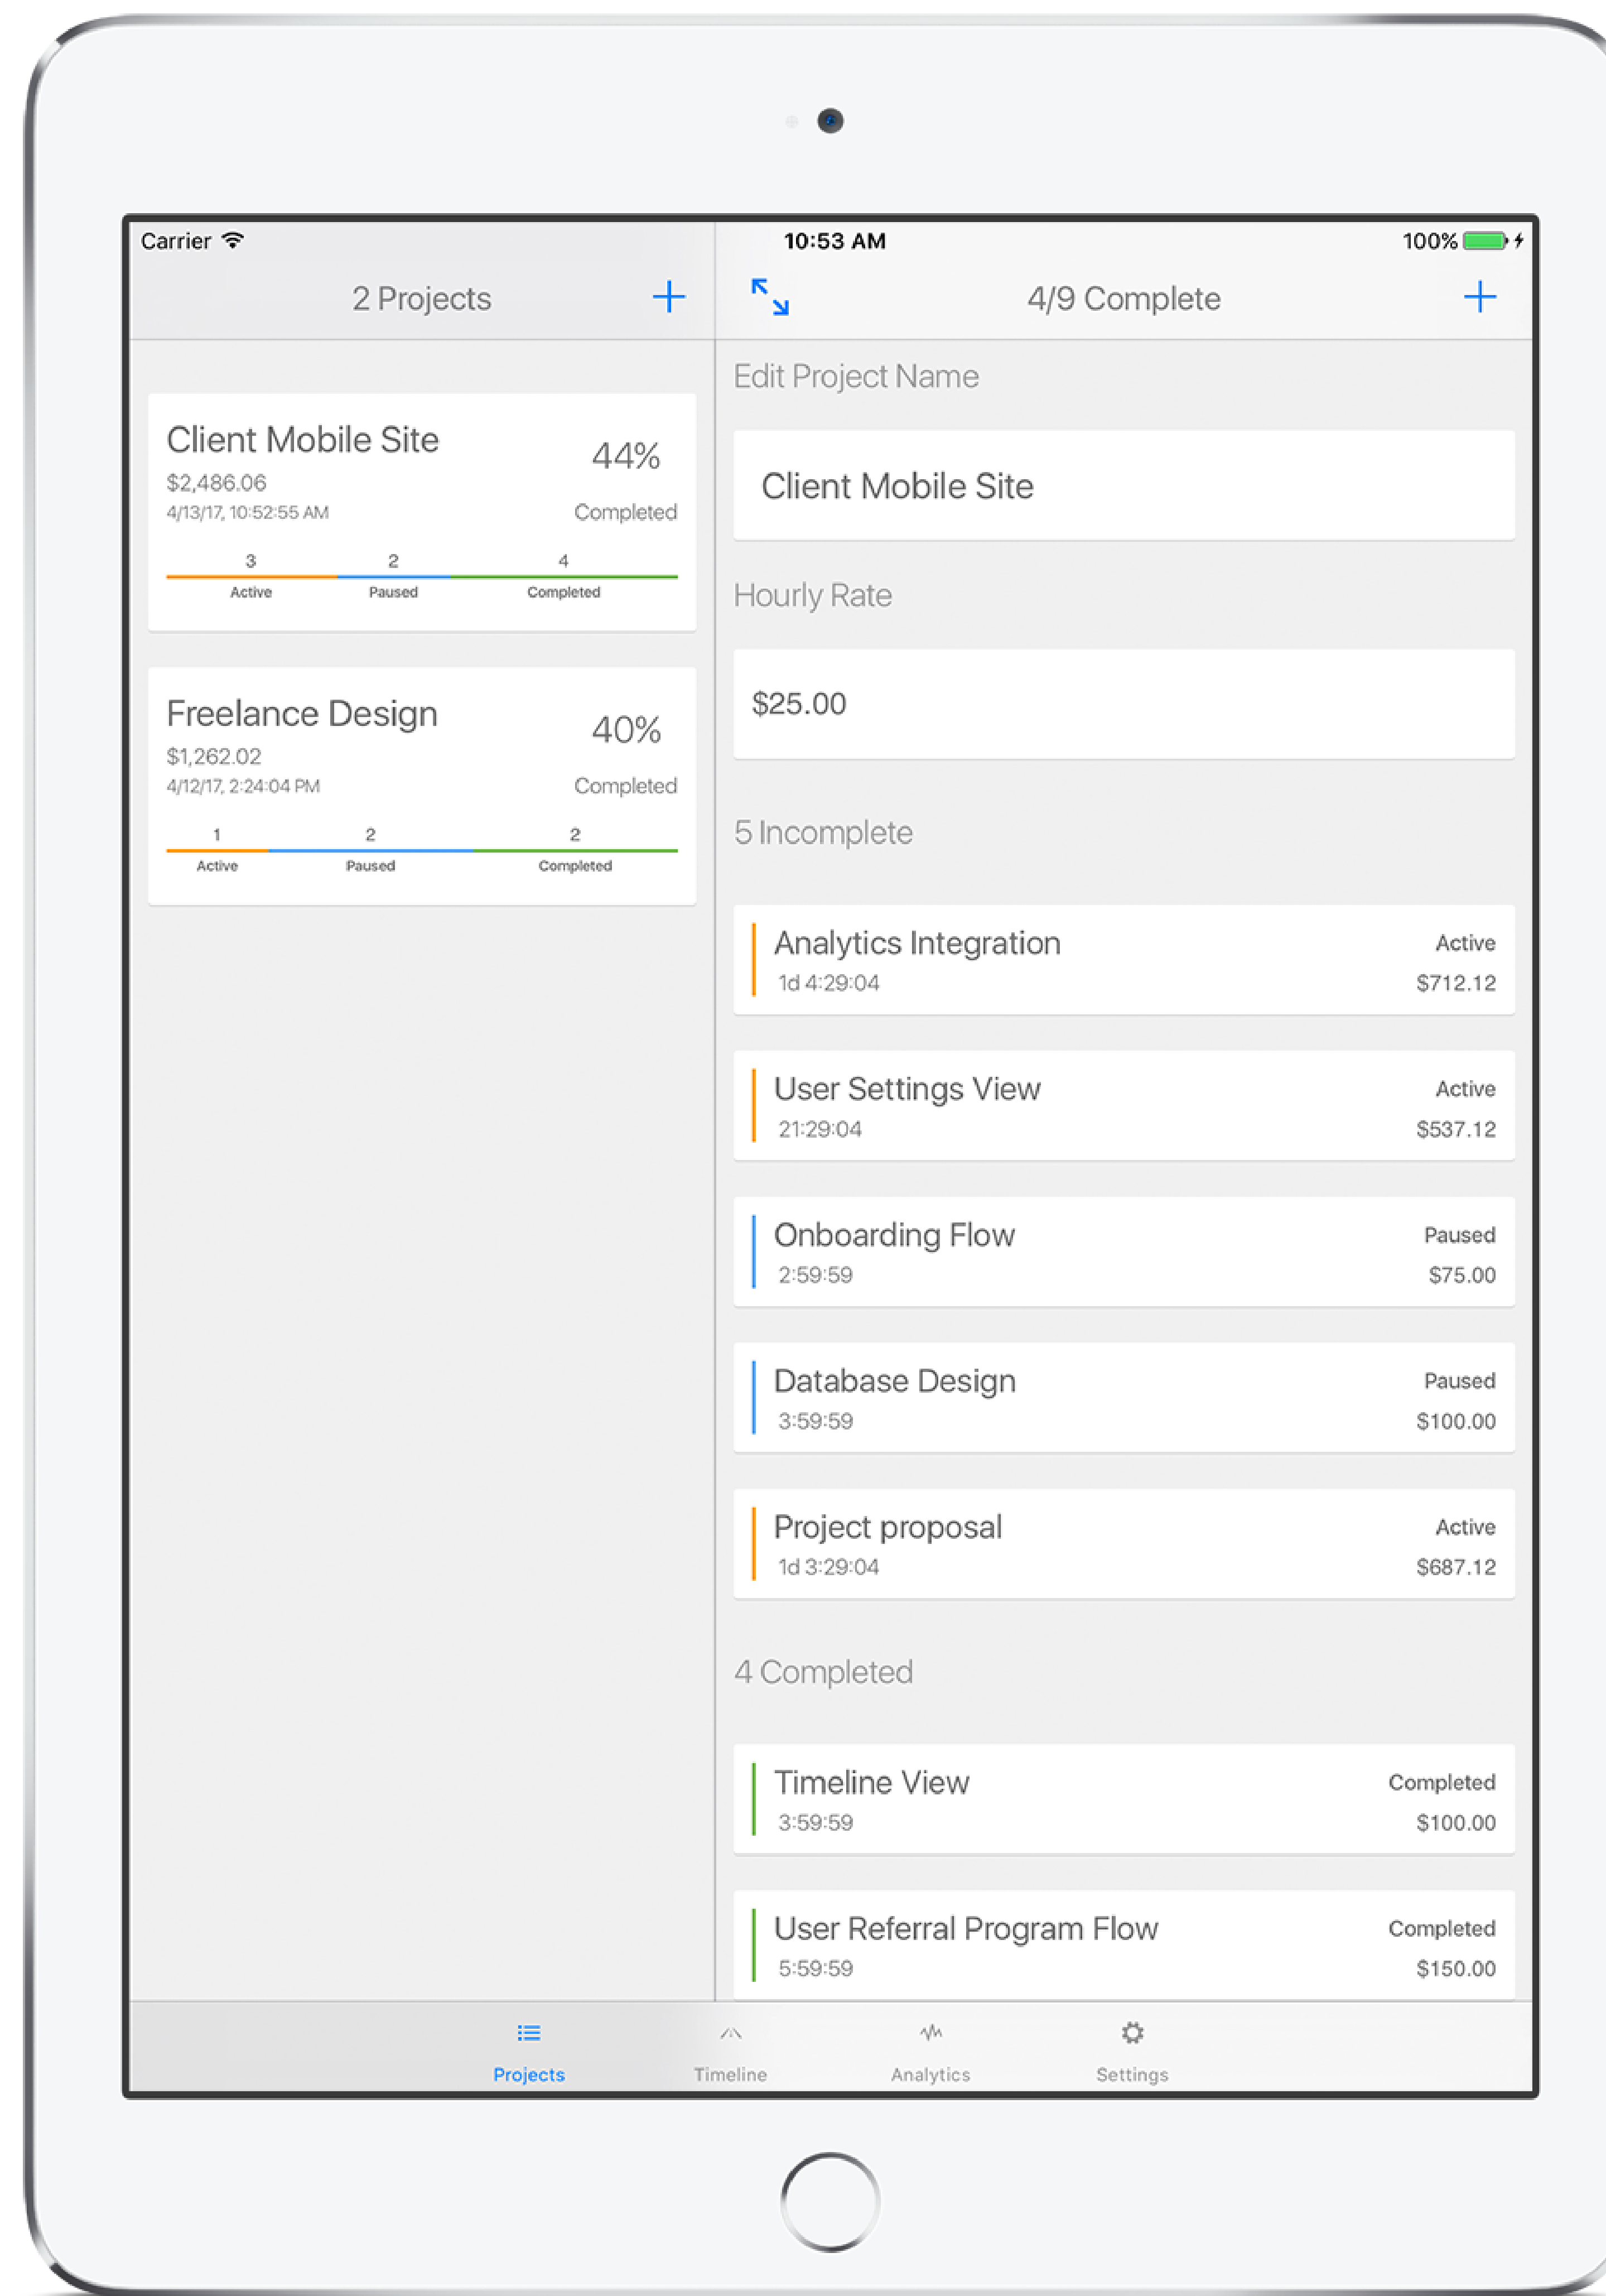 Carrier
10:53 AM
100%
2 Projects
4/9 Complete
Client Mobile Site
44%
$2,486.06
4/13/17, 10:52:55 AM
Completed
3
2
4
Active
Paused
Completed
Freelance Design
40%
$1,262.02
4/12/17, 2:24:04 PM
Completed
1
2
2
Active
Paused
Completed
Edit Project Name
Client Mobile Site
Hourly Rate
$25.00
5 Incomplete
Analytics Integration
Active
1d 4:29:04
$712.12
User Settings View
Active
21:29:04
$537.12
Onboarding Flow
Paused
2:59:59
$75.00
Database Design
Paused
3:59:59
$100.00
Project proposal
Active
1d 3:29:04
$687.12
4 Completed
Timeline View
Completed
3:59:59
$100.00
User Referral Program Flow
Completed
5:59:59
$150.00
Projects
Timeline
Analytics
Settings